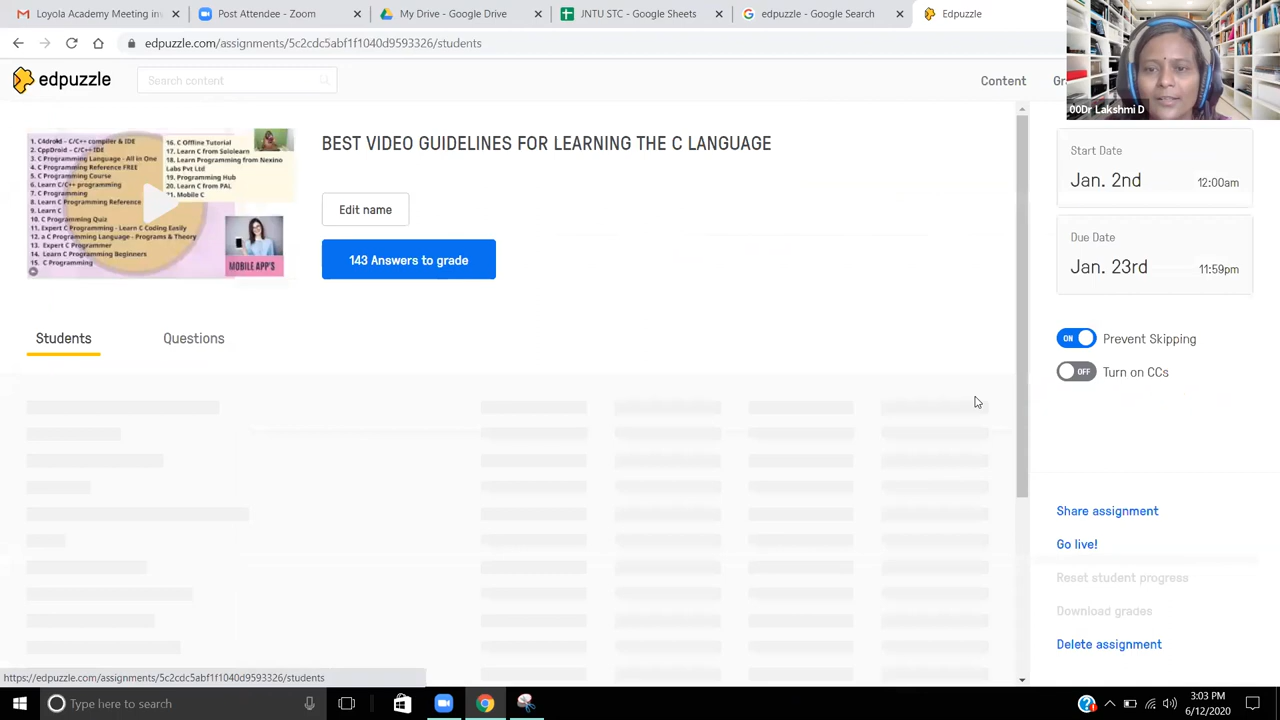 Loyola Academy Meeting in
Post Attendee -
My Drive - Google Drive
JNTU STC - Google Sheets
edpuzzle - Google Search
Edpuzzle
edpuzzle.com/assignments/5c2cdc5abf1f1040d9593326/students
edpuzzle
Search content
Content
Gr
00Dr Lakshmi D
1. C4droid - C/C++ compiler & IDE
2. CppDroid - C/C++ IDE
3. C Programming Language - All in One
4. C Programming Reference FREE
5. C Programming Course
6. Learn C/C++ programming
7. C Programming
8. Learn C Programming Reference
9. Learn C
10. C Programming Quiz
11. Expert C Programming - Learn C Coding Easily
12. a C Programming Language - Programs & Theory
13. Expert C Programmer
14. Learn C Programming Beginners
15. C Programming
16. C Offline Tutorial
17. Learn C from Sololearn
18. Learn Programming from Nexino
Labs Pvt Ltd
19. Programming Hub
20. Learn C from PAL
21. Mobile C
MOBILE APP'S
BEST VIDEO GUIDELINES FOR LEARNING THE C LANGUAGE
Edit name
143 Answers to grade
Students
Questions
Start Date
Jan. 2nd
12:00am
Due Date
Jan. 23rd
11:59pm
ON
Prevent Skipping
OFF
Turn on CCs
Share assignment
Go live!
Reset student progress
Download grades
Delete assignment
https://edpuzzle.com/assignments/5c2cdc5abf1f1040d9593326/students
Type here to search
3:03 PM
6/12/2020